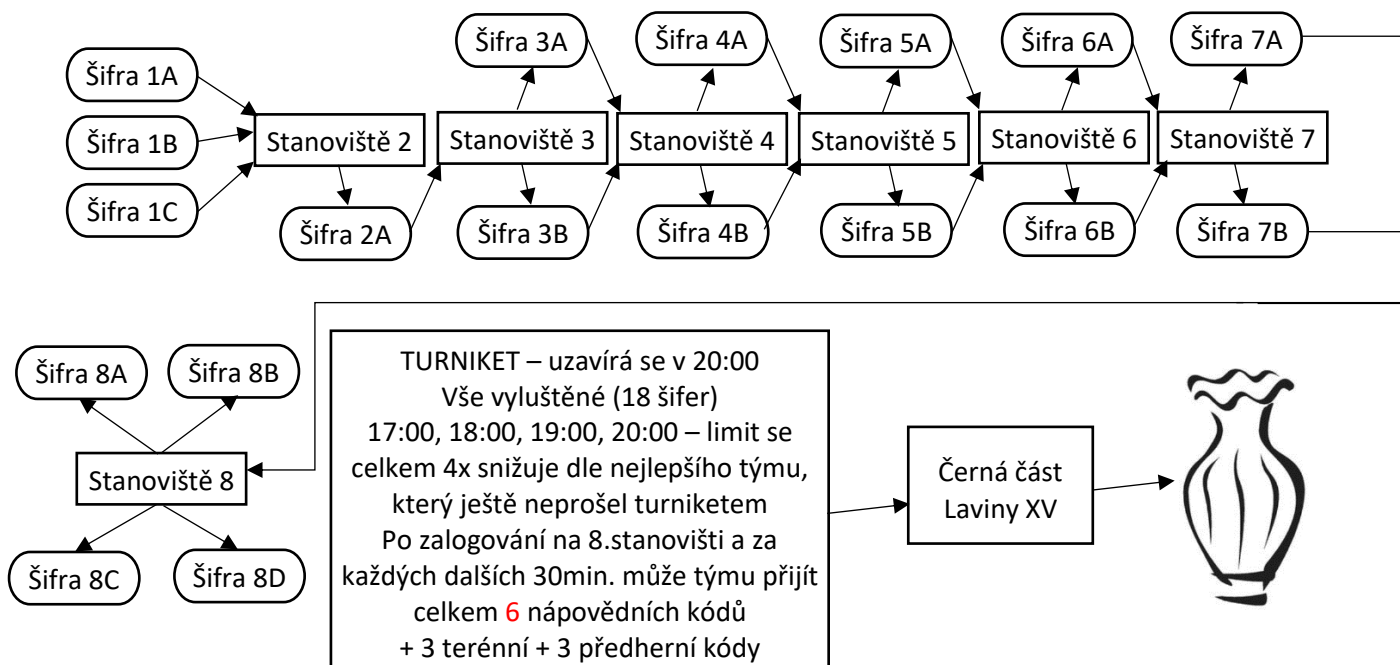 Šifra 3A
Šifra 4A
Šifra 5A
Šifra 6A
Šifra 7A
Šifra 1A
Šifra 1B
Šifra 1C
Stanoviště 2
Stanoviště 3
Stanoviště 4
Stanoviště 5
Stanoviště 6
Stanoviště 7
Šifra 2A
Šifra 3B
Šifra 4B
Šifra 5B
Šifra 6B
Šifra 7B
Šifra 8A
Šifra 8B
Stanoviště 8
Šifra 8C
Šifra 8D
TURNIKET – uzavírá se v 20:00
Vše vyluštěné (18 šifer)
17:00, 18:00, 19:00, 20:00 – limit se
celkem 4x snižuje dle nejlepšího týmu,
který ještě neprošel turniketem
Po zalogování na 8.stanovišti a za
každých dalších 30min. může týmu přijít
celkem 6 nápovědních kódů
+ 3 terénní + 3 předherní kódy
Černá část
Laviny XV